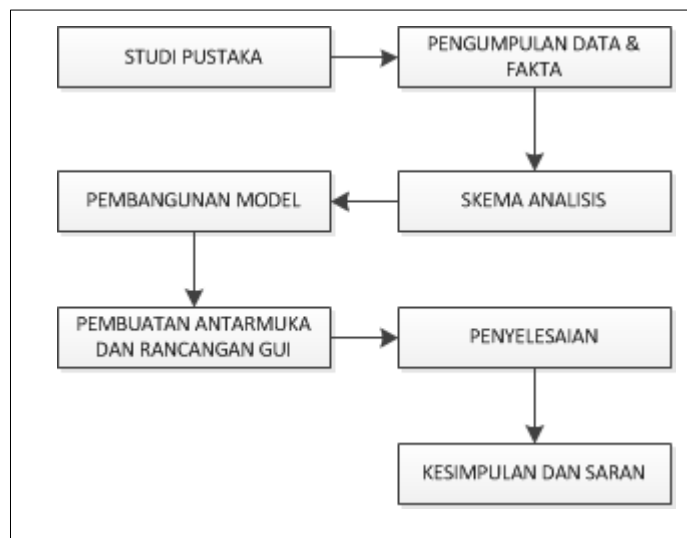 STUDI PUSTAKA
PENGUMPULAN DATA &
FAKTA
SKEMA ANALISIS
PEMBANGUNAN MODEL
PEMBUATAN ANTARMUKA
DAN RANCANGAN GUI
PENYELESAIAN
KESIMPULAN DAN SARAN